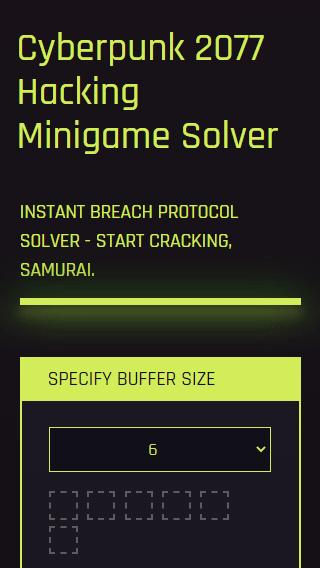 Cyberpunk 2077
Hacking
Minigame Solver
INSTANT BREACH PROTOCOL
SOLVER - START CRACKING,
SAMURAI.
SPECIFY BUFFER SIZE
6